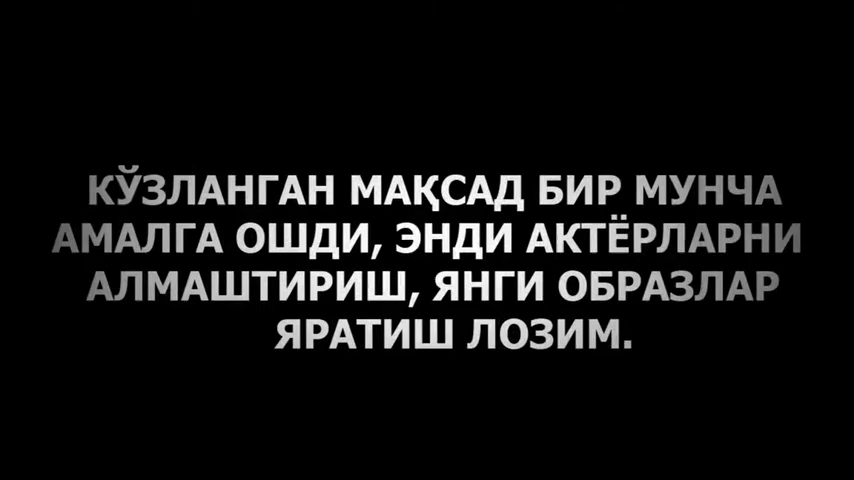 КЎЗЛАНГАН МАҚСАД БИР МУНЧА
АМАЛГА ОШДИ, ЭНДИ АКТЁРЛАРНИ
АЛМАШТИРИШ, ЯНГИ ОБРАЗЛАР
ЯРАТИШ ЛОЗИМ.